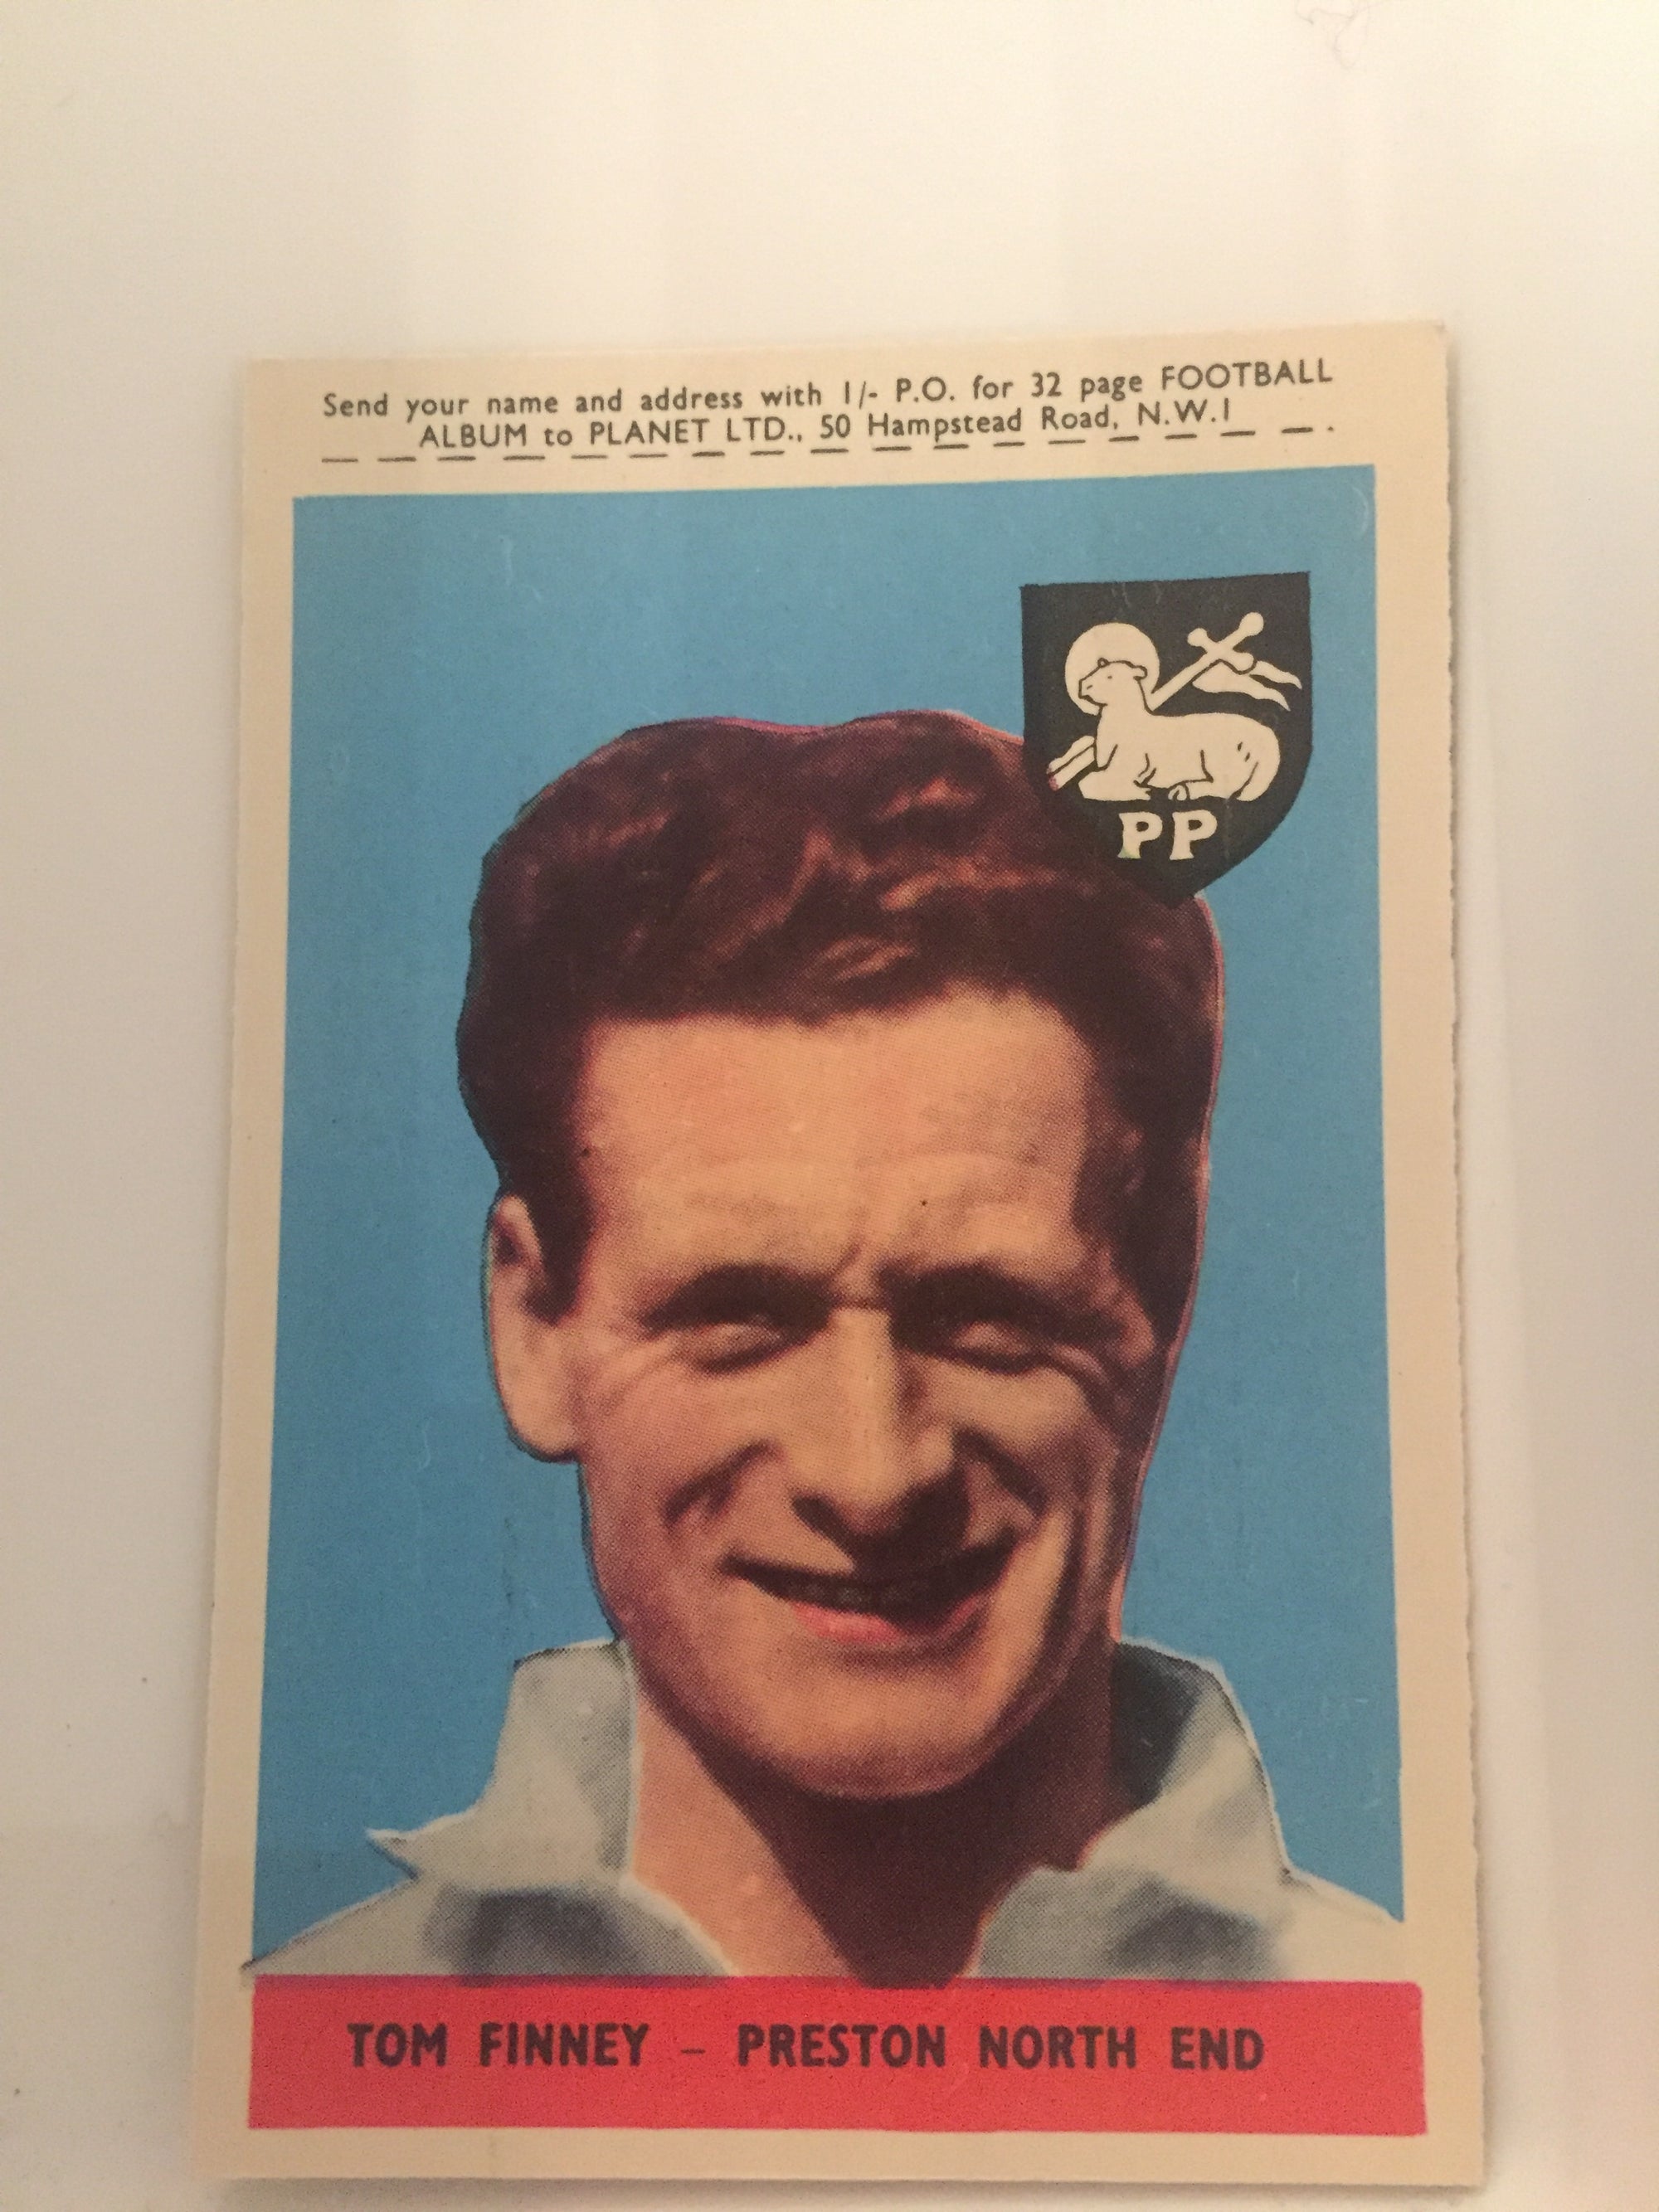 Send your name and address with 1/- P.O. for 32 page FOOTBALL
ALBUM to PLANET LTD., 50 Hampstead Road, N.W.1
PP
TOM FINNEY – PRESTON NORTH END